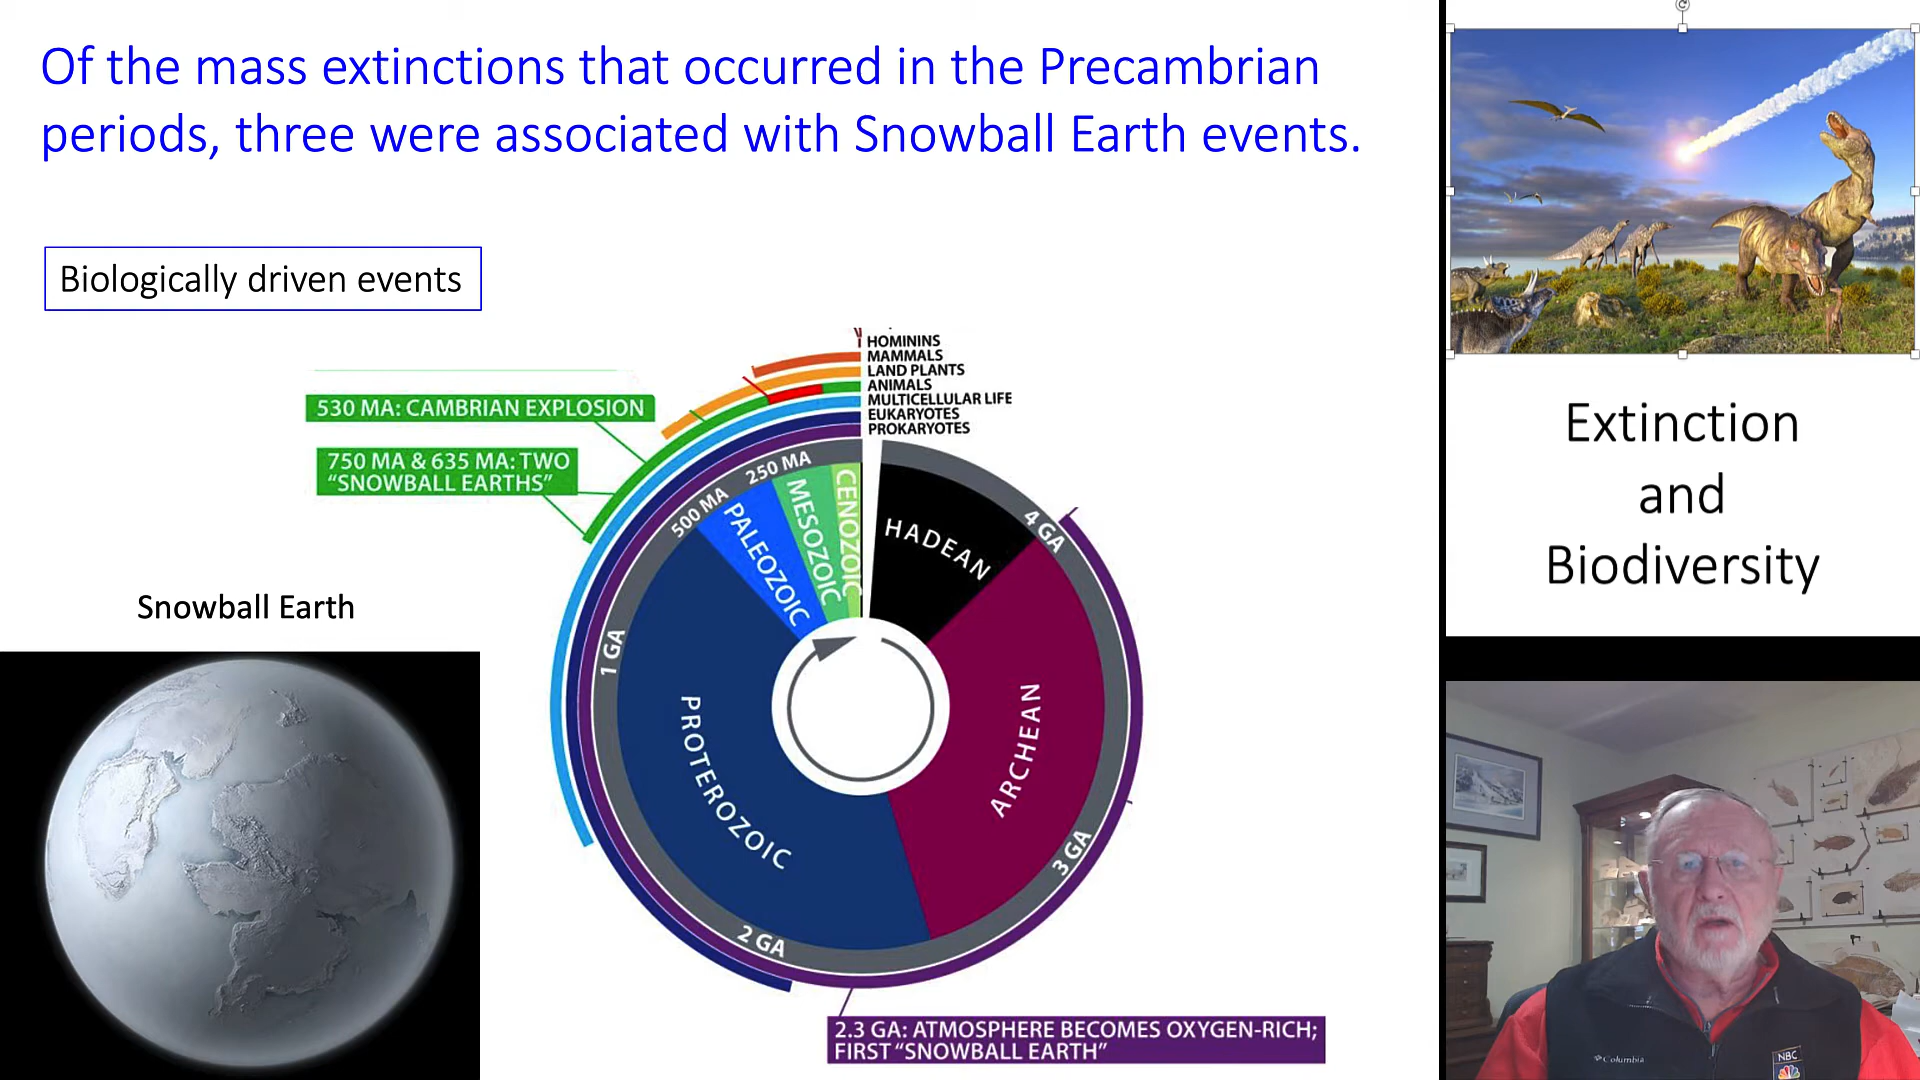 Of the mass extinctions that occurred in the Precambrian
periods, three were associated with Snowball Earth events.
Biologically driven events
HOMININS
MAMMALS
LAND PLANTS
ANIMALS
MULTICELLULAR LIFE
EUKARYOTES
PROKARYOTES
530 MA: CAMBRIAN EXPLOSION
750 MA & 635 MA: TWO
"SNOWBALL EARTHS"
250 MA
500 MA
1 GA
2 GA
3 GA
4 GA
PALEOZOIC
MESOZOIC
CENOZOIC
HADEAN
ARCHEAN
PROTEROZOIC
2.3 GA: ATMOSPHERE BECOMES OXYGEN-RICH;
FIRST "SNOWBALL EARTH"
Snowball Earth
Extinction
and
Biodiversity
Columbia
NBC